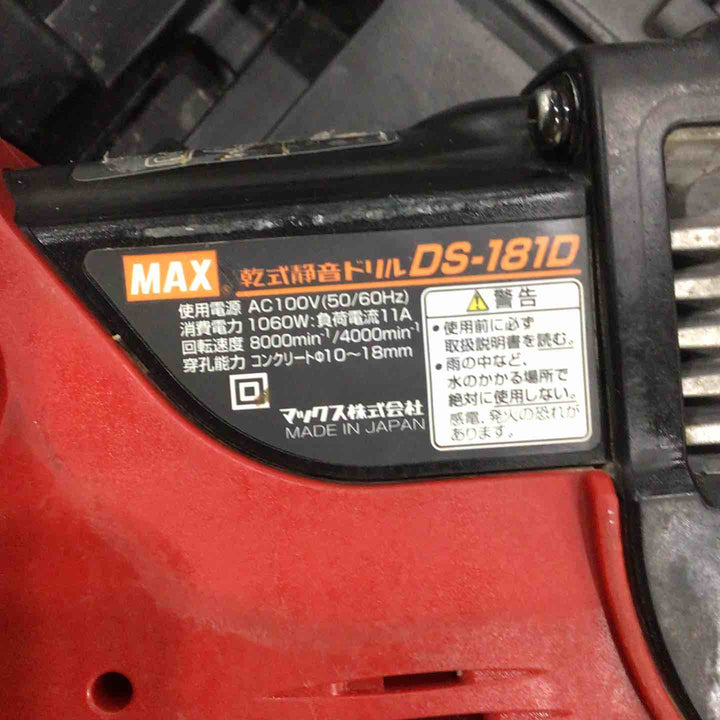 MAX 乾式静音ドリル DS-181D
使用電源 AC100V(50/60Hz)
消費電力 1060W:負荷電流11A
回転速度 8000min⁻¹/4000min⁻¹
穿孔能力 コンクリートΦ10～18mm
マックス株式会社
MADE IN JAPAN
警告
•使用前に必ず
取扱説明書を読む。
•雨の中など、
水のかかる場所で
絶対に使用しない。
感電、発火の恐れが
あります。